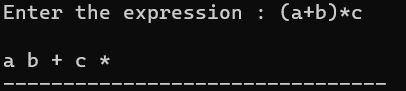 Enter the expression : (a+b)*c
a b + c *
--------------------------------